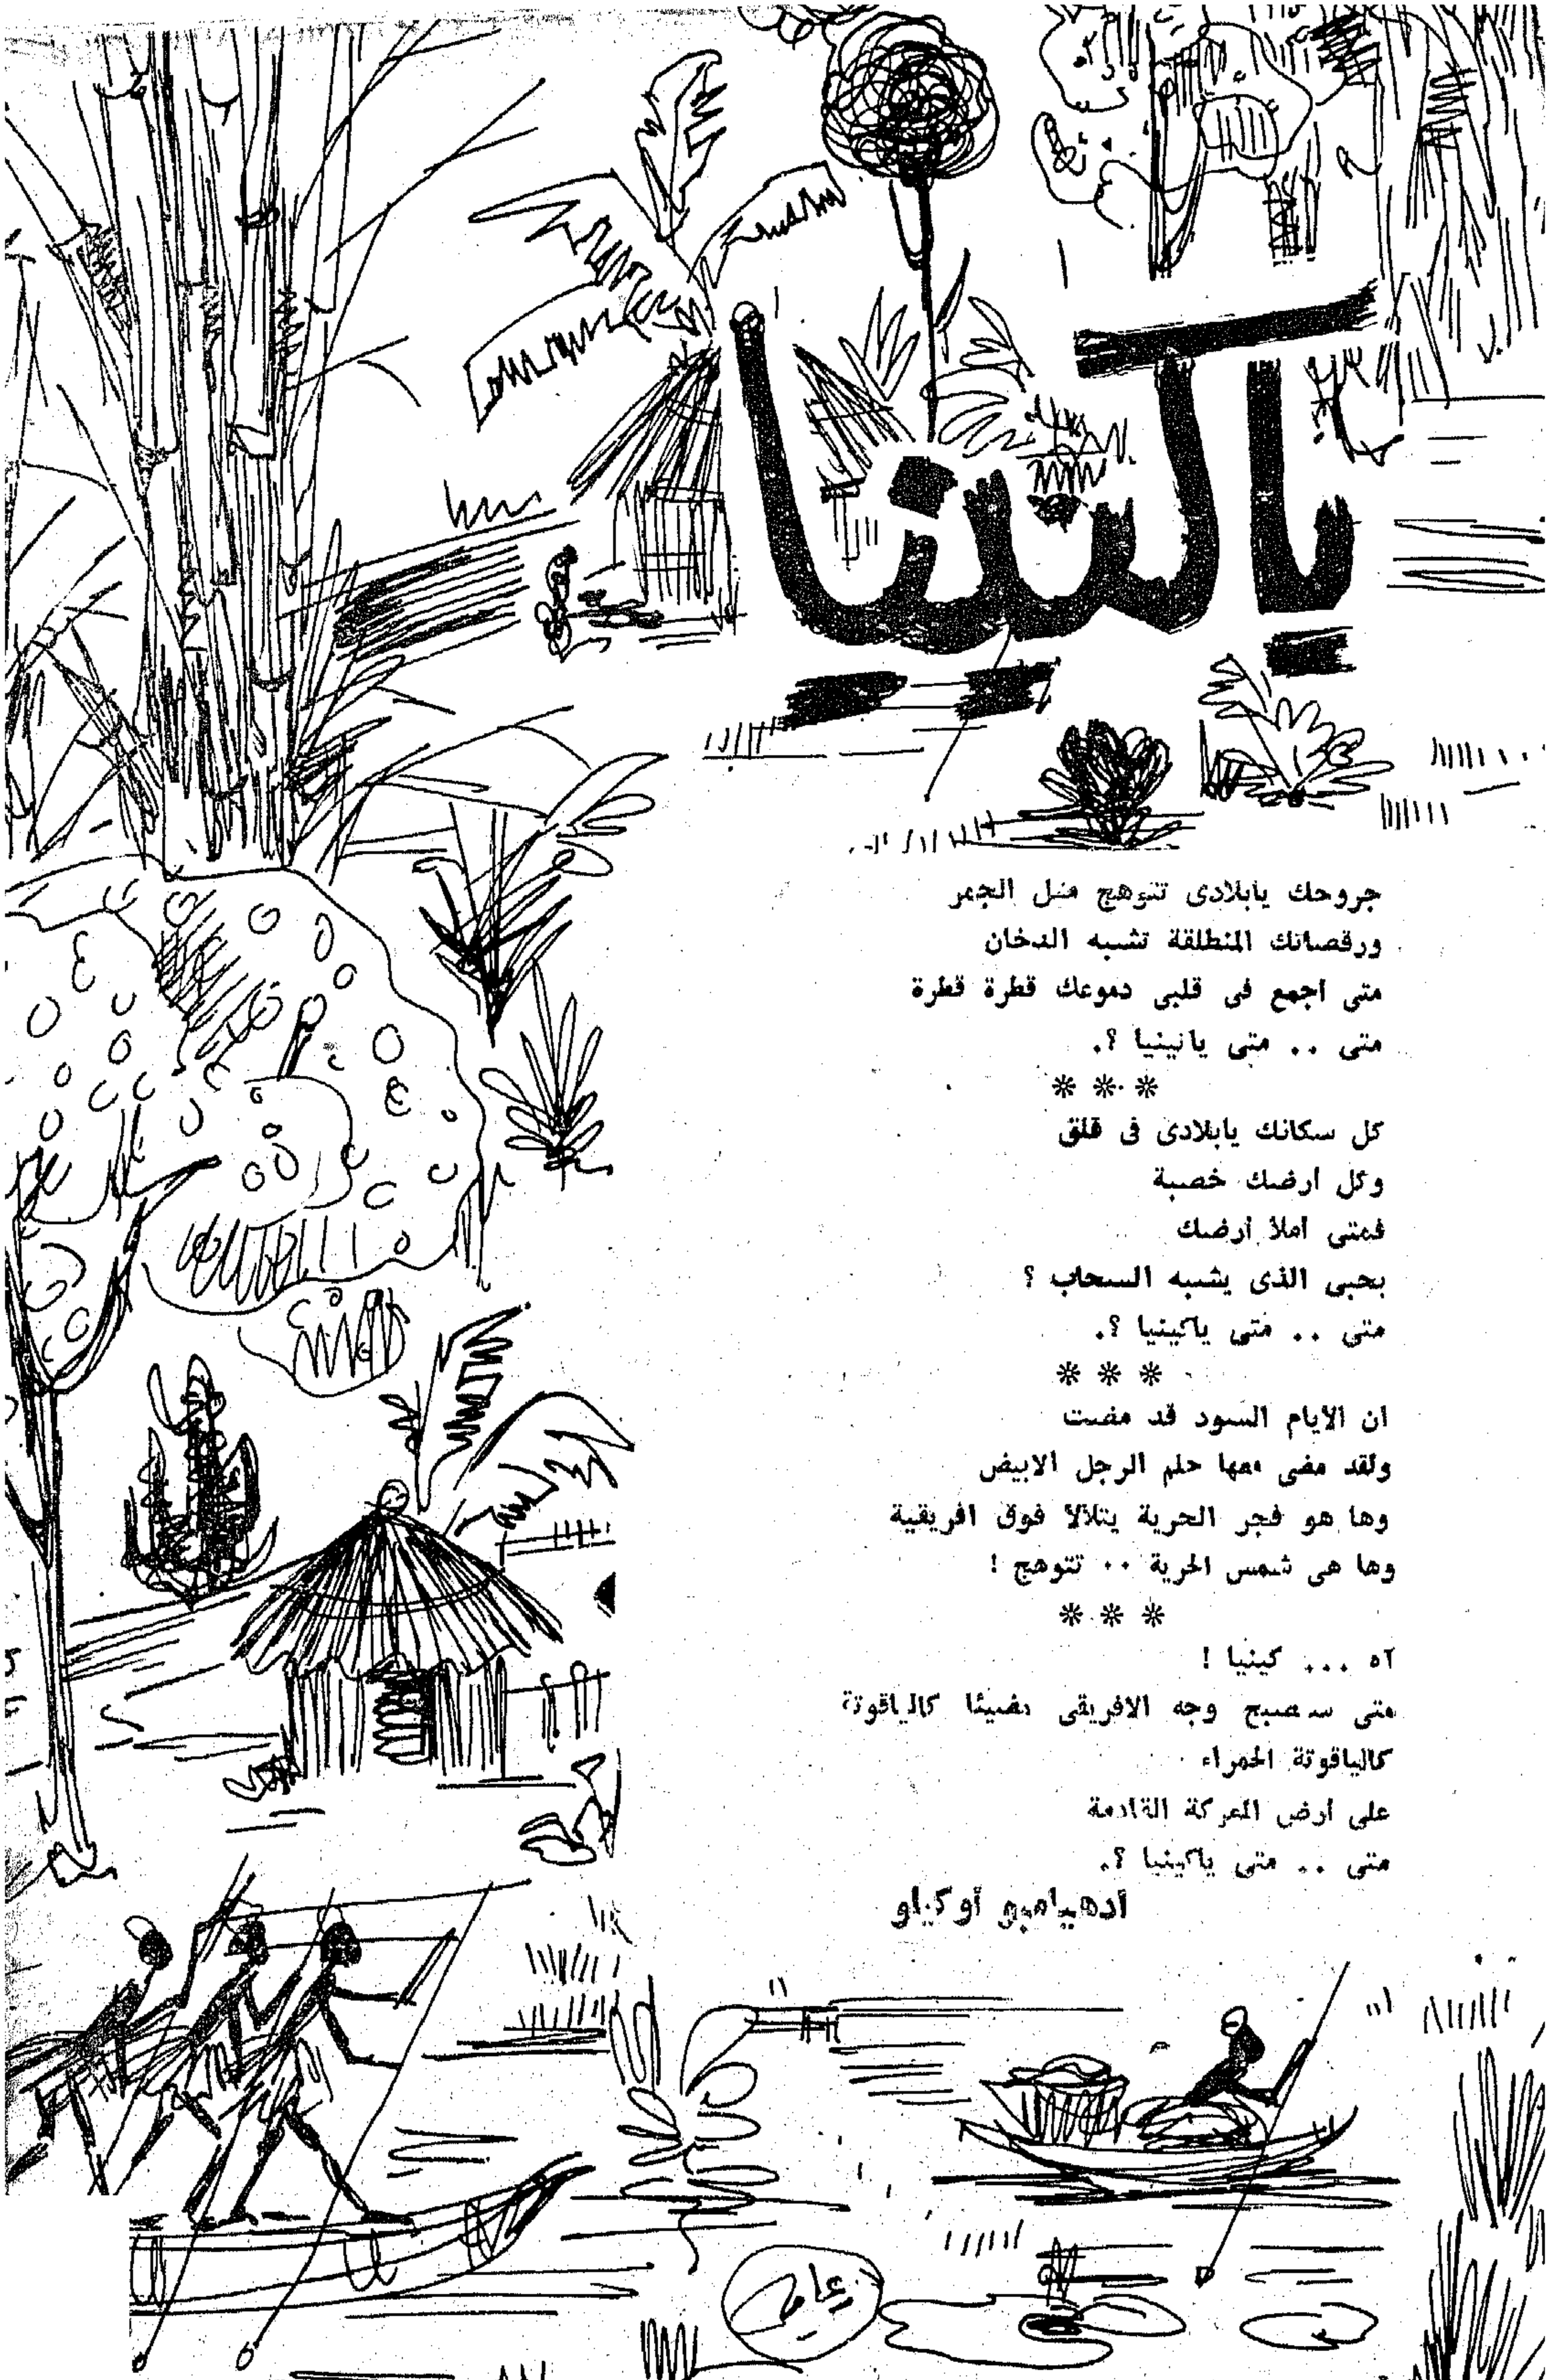 ياكينيا
جروحك يابلادى تتوهج مثل الجمر
ورقصاتك المنطلقة تشبه الدخان
متى اجمع فى قلبى دموعك قطرة قطرة
متى .. متى ياكينيا ؟.
※ ※ ※
كل سكانك يابلادى فى قلق
وكل أرضك خصبة
فمتى أملأ أرضك
بحبى الذى يشبه السحاب ؟
متى .. متى ياكينيا ؟.
※ ※ ※
ان الايام السود قد مضت
ولقد مضى معها حلم الرجل الابيض
وها هو فجر الحرية يتلألأ فوق افريقية
وها هى شمس الحرية .. تتوهج !
※ ※ ※
آه ... كينيا !
متى سيصبح وجه الافريقى مضيئا كالياقوتة
كالياقوتة الحمراء
على أرض المعركة القادمة
متى .. متى ياكينيا ؟.
أدهيامبو أوكيلو